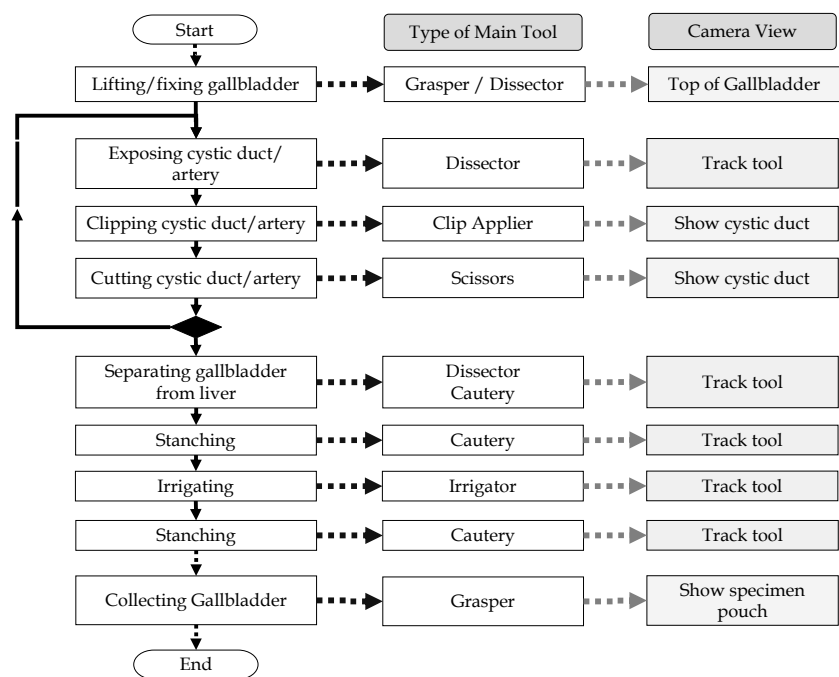 Start
Type of Main Tool
Camera View
Lifting/fixing gallbladder
Grasper / Dissector
Top of Gallbladder
Exposing cystic duct/
artery
Dissector
Track tool
Clipping cystic duct/artery
Clip Applier
Show cystic duct
Cutting cystic duct/artery
Scissors
Show cystic duct
Separating gallbladder
from liver
Dissector
Cautery
Track tool
Stanching
Cautery
Track tool
Irrigating
Irrigator
Track tool
Stanching
Cautery
Track tool
Collecting Gallbladder
Grasper
Show specimen
pouch
End